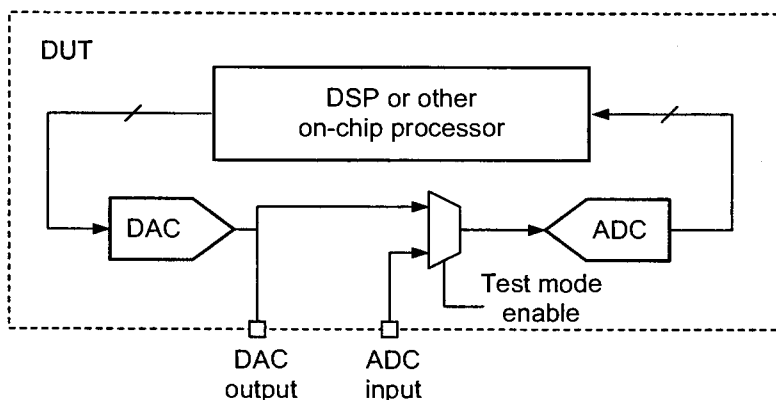 DUT
DSP or other
on-chip processor
DAC
ADC
Test mode
enable
DAC
output
ADC
input